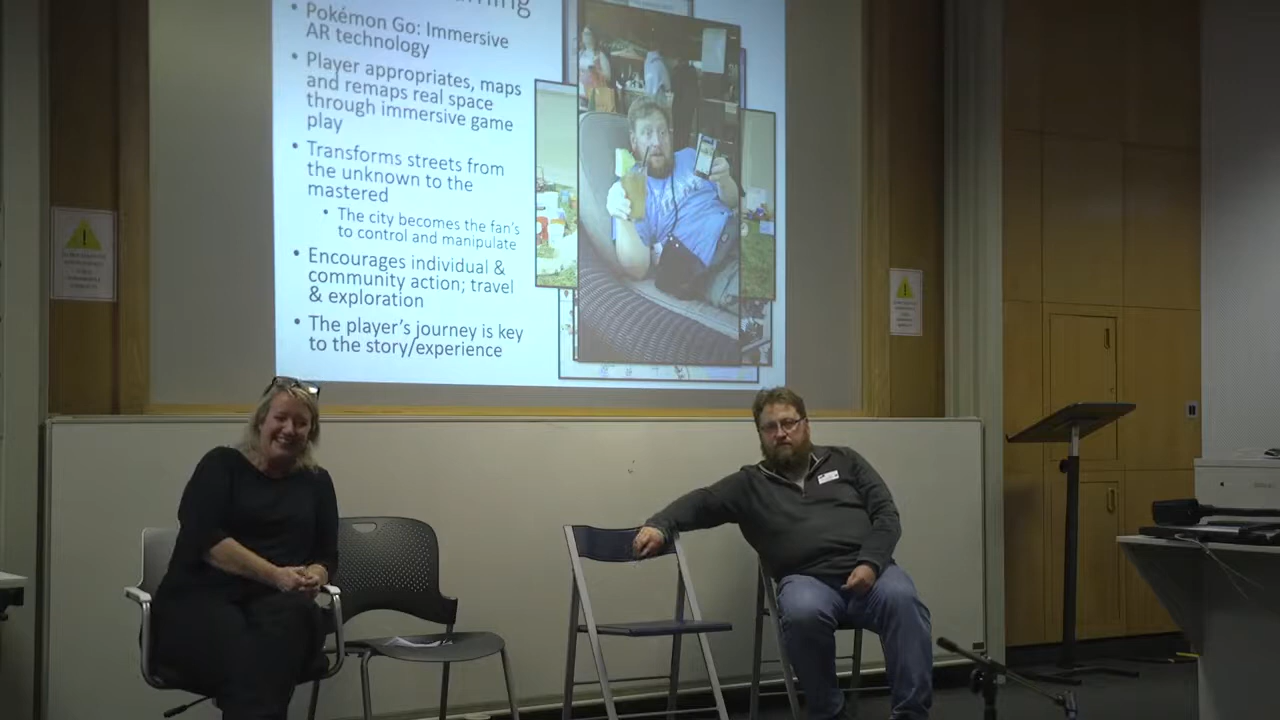 • Pokémon Go: Immersive
AR technology
• Player appropriates, maps
and remaps real space
through immersive game
play
• Transforms streets from
the unknown to the
mastered
• The city becomes the fan's
to control and manipulate
• Encourages individual &
community action; travel
& exploration
• The player's journey is key
to the story/experience